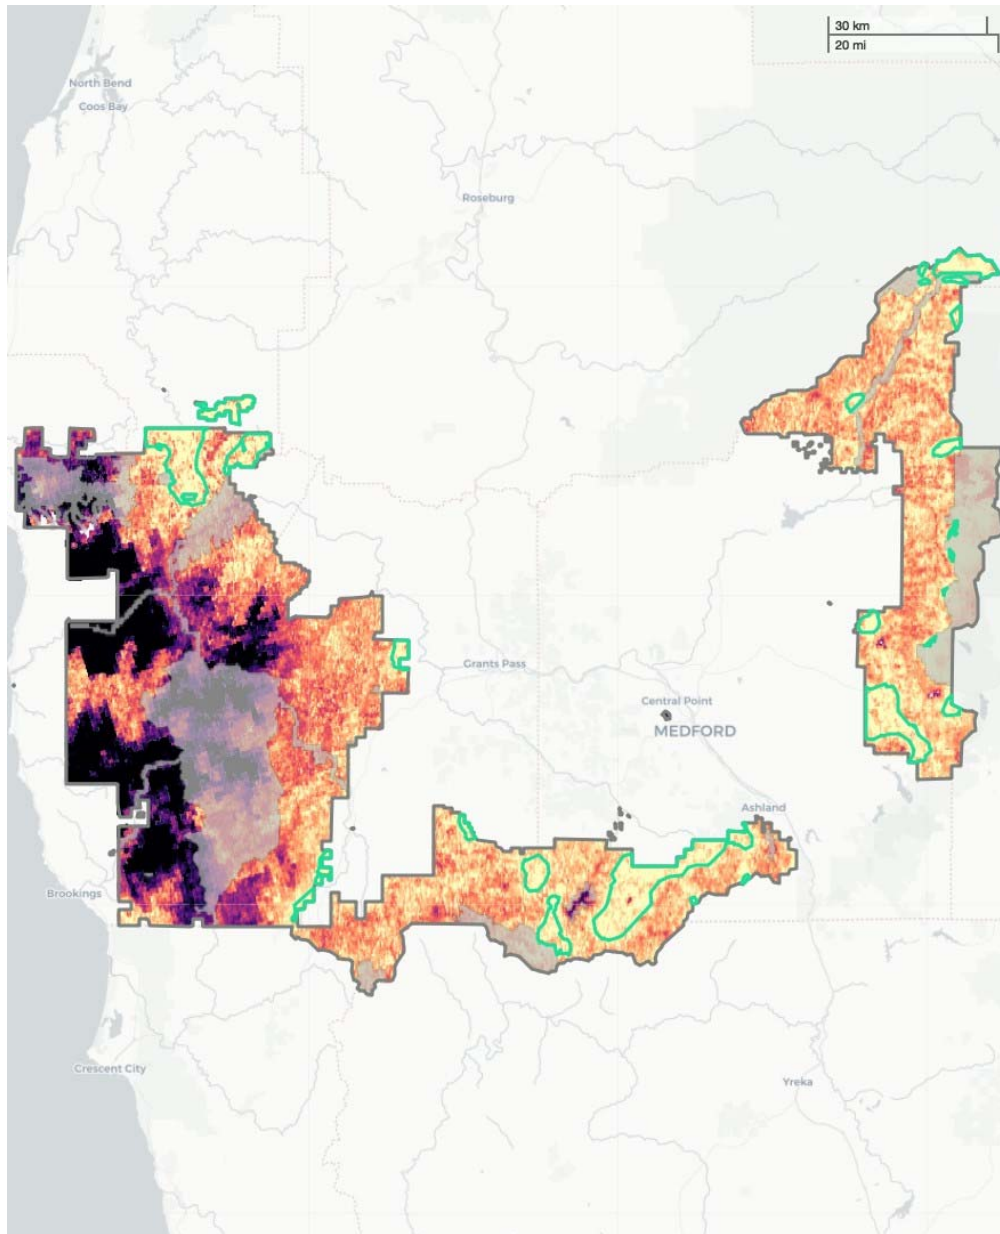 30 km
20 mi
North Bend
Coos Bay
Roseburg
Grants Pass
Central Point
MEDFORD
Ashland
Brookings
Crescent City
Yreka